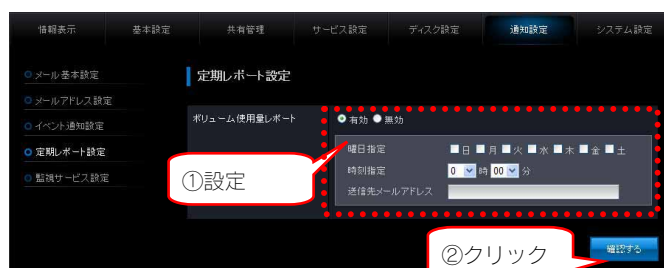 情報表示 基本設定 共有管理 サービス設定 ディスク設定 通知設定 システム設定
メール基本設定
メールアドレス設定
イベント通知設定
定期レポート設定
監視サービス設定
定期レポート設定
ボリューム使用量レポート 有効 無効
曜日指定 日 月 火 水 木 金 土
時刻指定 0 時 00 分
送信先メールアドレス
①設定
②クリック
確認する